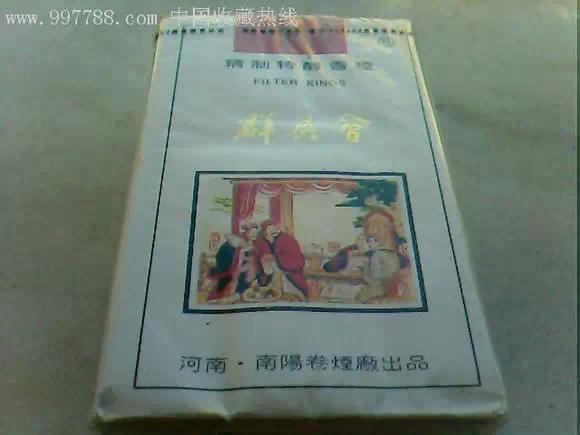 www.997788.com 中国收藏热线
精制特醇香烟
FILTER KINGS
群英會
河南·南陽卷煙廠出品